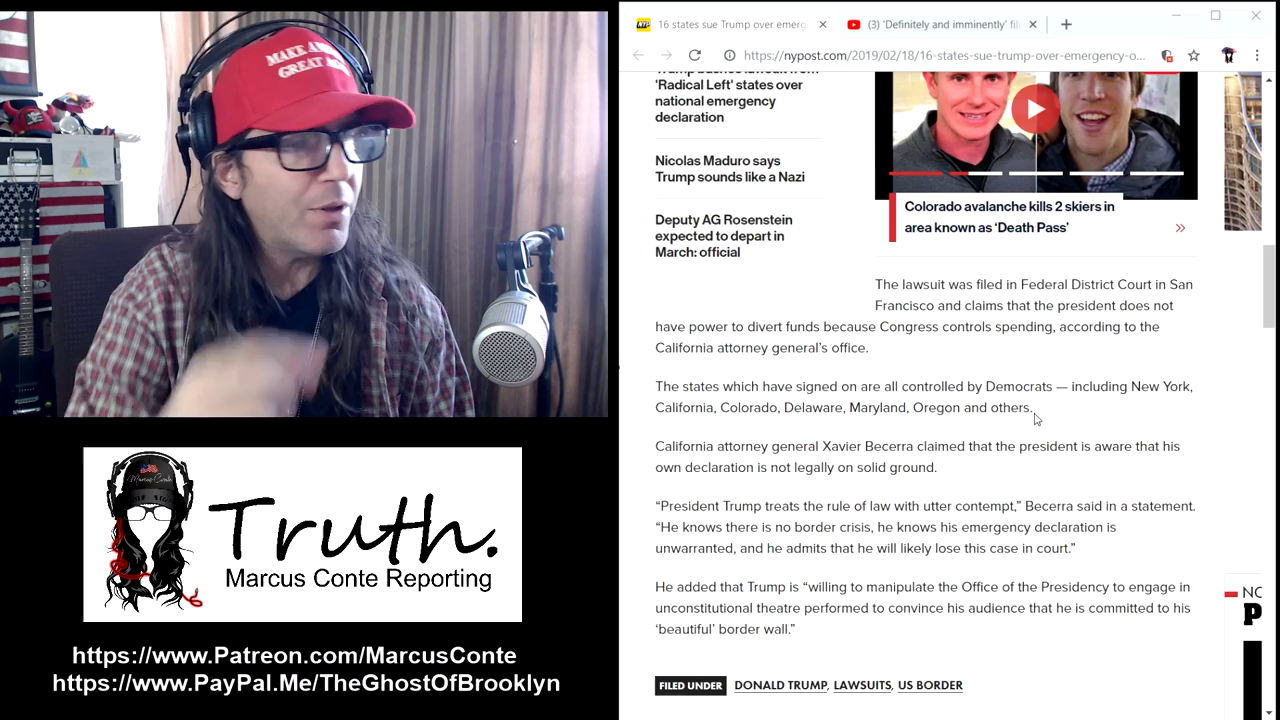 MAKE AM
GREAT AGA
Marcus Conte
Truth.
Marcus Conte Reporting
https://www.Patreon.com/MarcusConte
https://www.PayPal.Me/TheGhostOfBrooklyn
16 states sue Trump over emerg
(3) 'Definitely and imminently' fil
https://nypost.com/2019/02/18/16-states-sue-trump-over-emergency-o...
'Radical Left' states over
national emergency
declaration
Nicolas Maduro says
Trump sounds like a Nazi
Deputy AG Rosenstein
expected to depart in
March: official
Colorado avalanche kills 2 skiers in
area known as ‘Death Pass’
The lawsuit was filed in Federal District Court in San
Francisco and claims that the president does not
have power to divert funds because Congress controls spending, according to the
California attorney general’s office.
The states which have signed on are all controlled by Democrats — including New York,
California, Colorado, Delaware, Maryland, Oregon and others.
California attorney general Xavier Becerra claimed that the president is aware that his
own declaration is not legally on solid ground.
“President Trump treats the rule of law with utter contempt,” Becerra said in a statement.
“He knows there is no border crisis, he knows his emergency declaration is
unwarranted, and he admits that he will likely lose this case in court.”
He added that Trump is “willing to manipulate the Office of the Presidency to engage in
unconstitutional theatre performed to convince his audience that he is committed to his
‘beautiful’ border wall.”
FILED UNDER DONALD TRUMP, LAWSUITS, US BORDER
NO
P